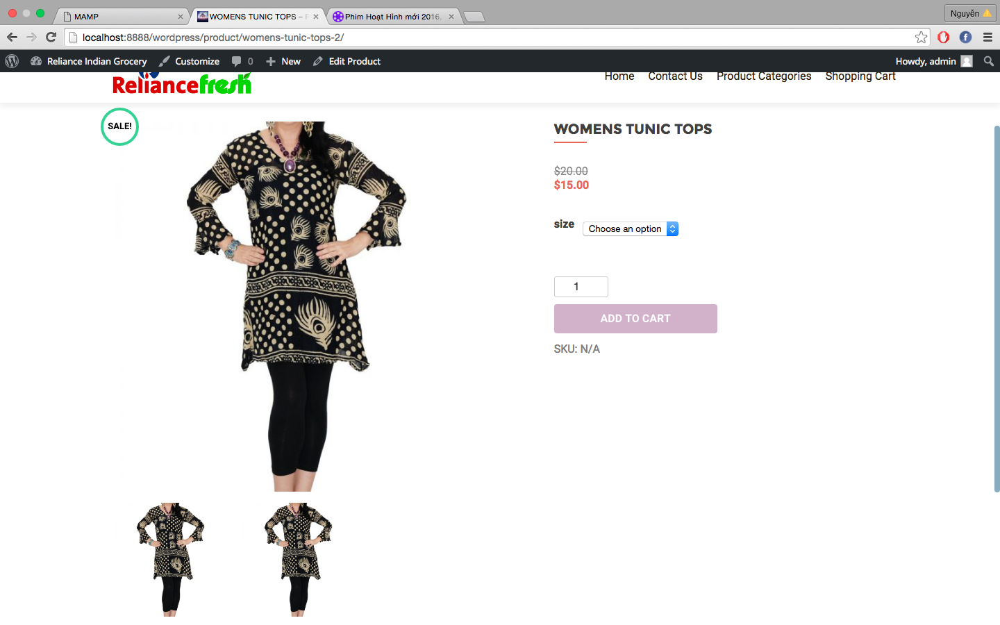 MAMP
WOMENS TUNIC TOPS –
Phim Hoạt Hình mới 2016,
Nguyễn
localhost:8888/wordpress/product/womens-tunic-tops-2/
Reliance Indian Grocery Customize 0 New Edit Product Howdy, admin
Reliancefresh
Home Contact Us Product Categories Shopping Cart
SALE!
WOMENS TUNIC TOPS
$20.00
$15.00
size Choose an option
1
ADD TO CART
SKU: N/A